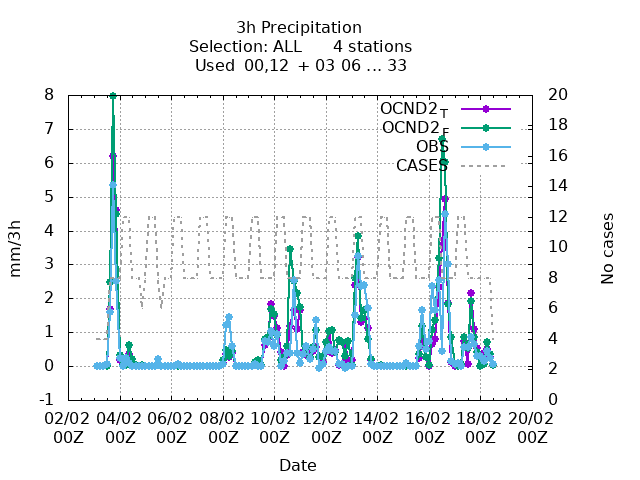 3h Precipitation
Selection: ALL 4 stations
Used 00,12 + 03 06 ... 33
8 20
7 18
6 16
5 14
4 12
3 10
2 8
1 6
0 4
-1 2
0
OCND2_T
OCND2_F
OBS
CASES
mm/3h
No cases
02/02 04/02 06/02 08/02 10/02 12/02 14/02 16/02 18/02 20/02
00Z 00Z 00Z 00Z 00Z 00Z 00Z 00Z 00Z 00Z
Date